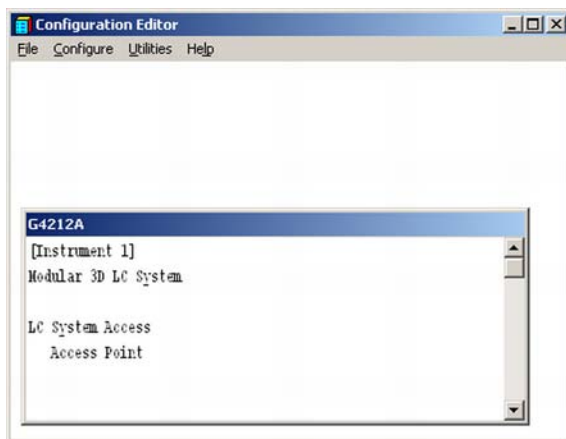 Configuration Editor
File Configure Utilities Help
G4212A
[Instrument 1]
Modular 3D LC System
LC System Access
Access Point